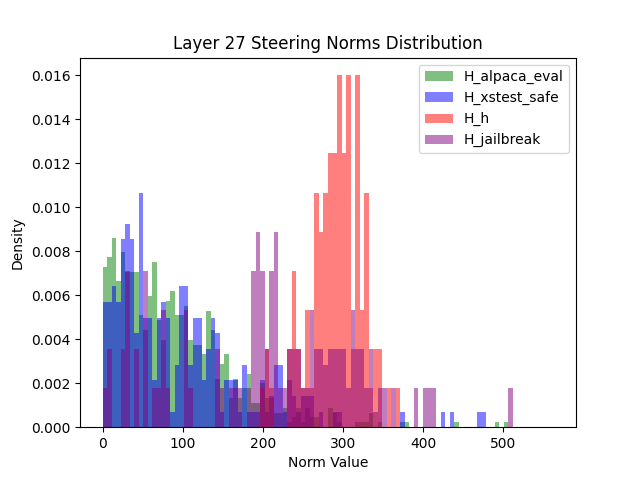 Layer 27 Steering Norms Distribution
0.016
0.014
0.012
0.010
0.008
0.006
0.004
0.002
0.000
Density
H_alpaca_eval
H_xstest_safe
H_h
H_jailbreak
0 100 200 300 400 500
Norm Value